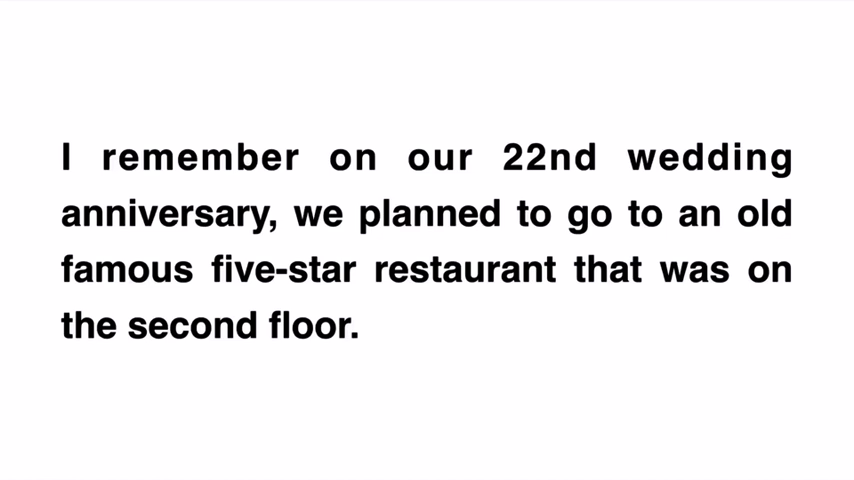 I remember on our 22nd wedding
anniversary, we planned to go to an old
famous five-star restaurant that was on
the second floor.